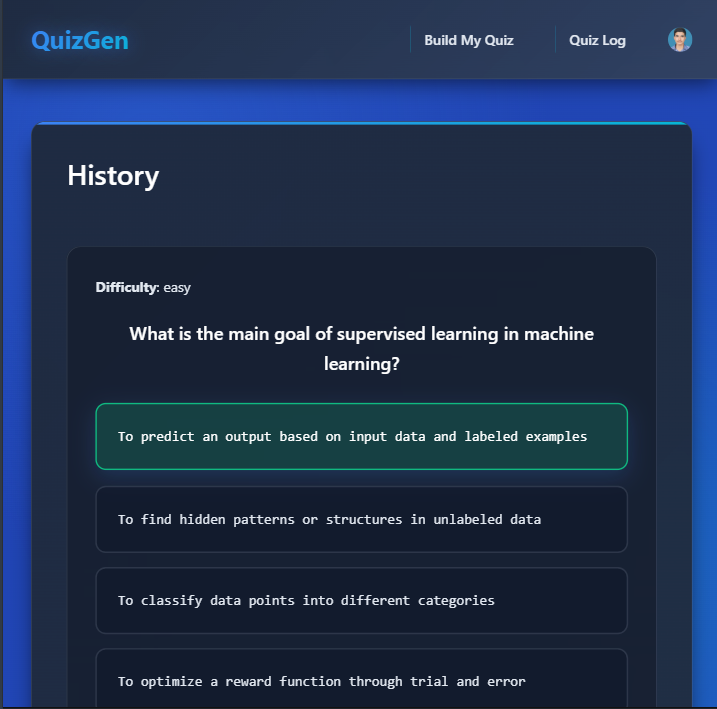 QuizGen
Build My Quiz
Quiz Log
History
Difficulty: easy
What is the main goal of supervised learning in machine
learning?
To predict an output based on input data and labeled examples
To find hidden patterns or structures in unlabeled data
To classify data points into different categories
To optimize a reward function through trial and error